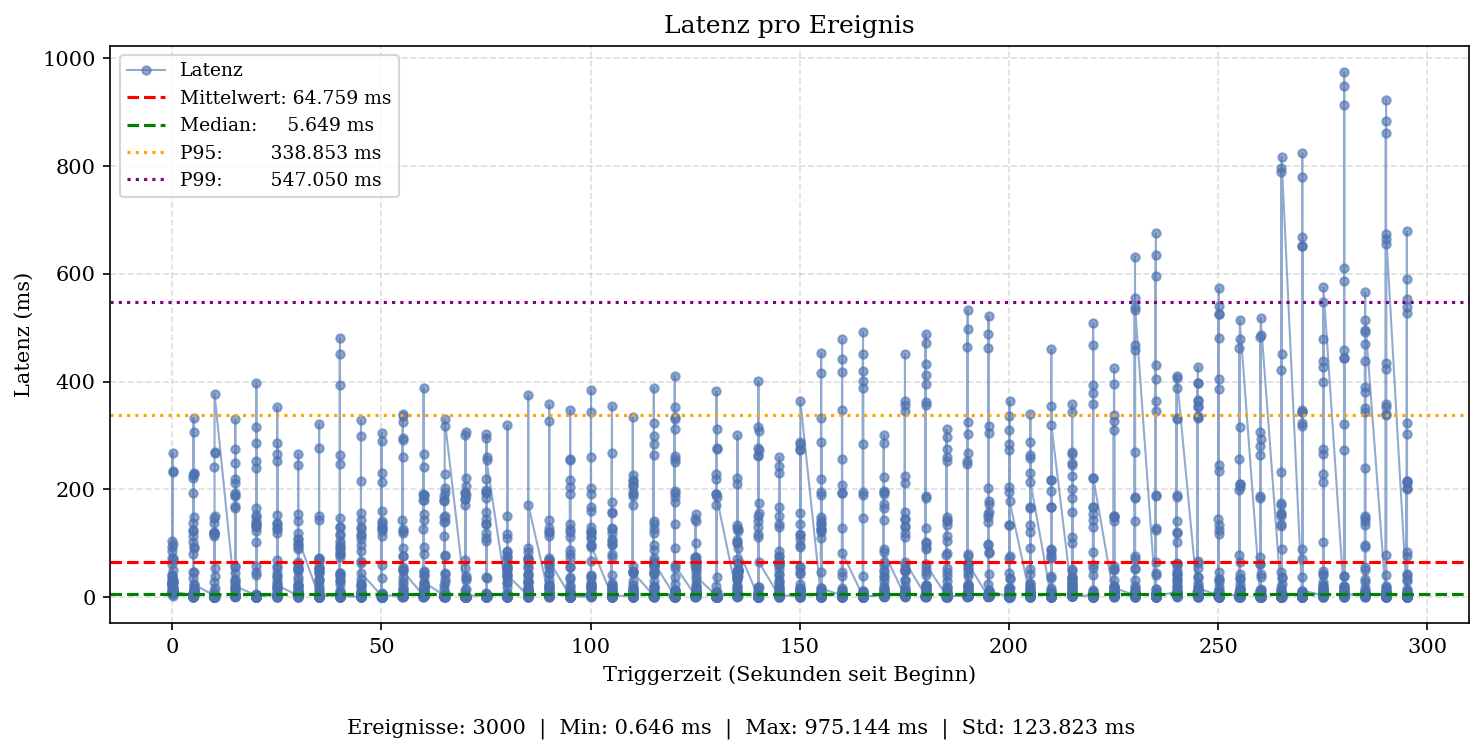 Latenz pro Ereignis
Latenz (ms)
1000
800
600
400
200
0
Latenz
Mittelwert: 64.759 ms
Median: 5.649 ms
P95: 338.853 ms
P99: 547.050 ms
0 50 100 150 200 250 300
Triggerzeit (Sekunden seit Beginn)
Ereignisse: 3000 | Min: 0.646 ms | Max: 975.144 ms | Std: 123.823 ms